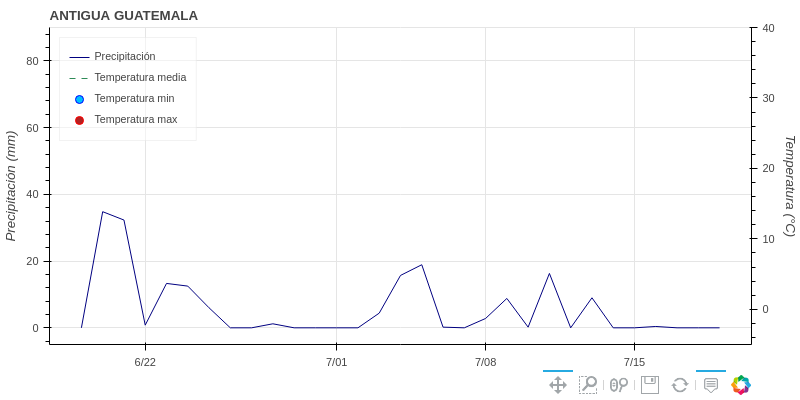 ANTIGUA GUATEMALA
Precipitación
Temperatura media
Temperatura min
Temperatura max
Precipitación (mm)
80
60
40
20
0
Temperatura (°C)
40
30
20
10
0
6/22
7/01
7/08
7/15